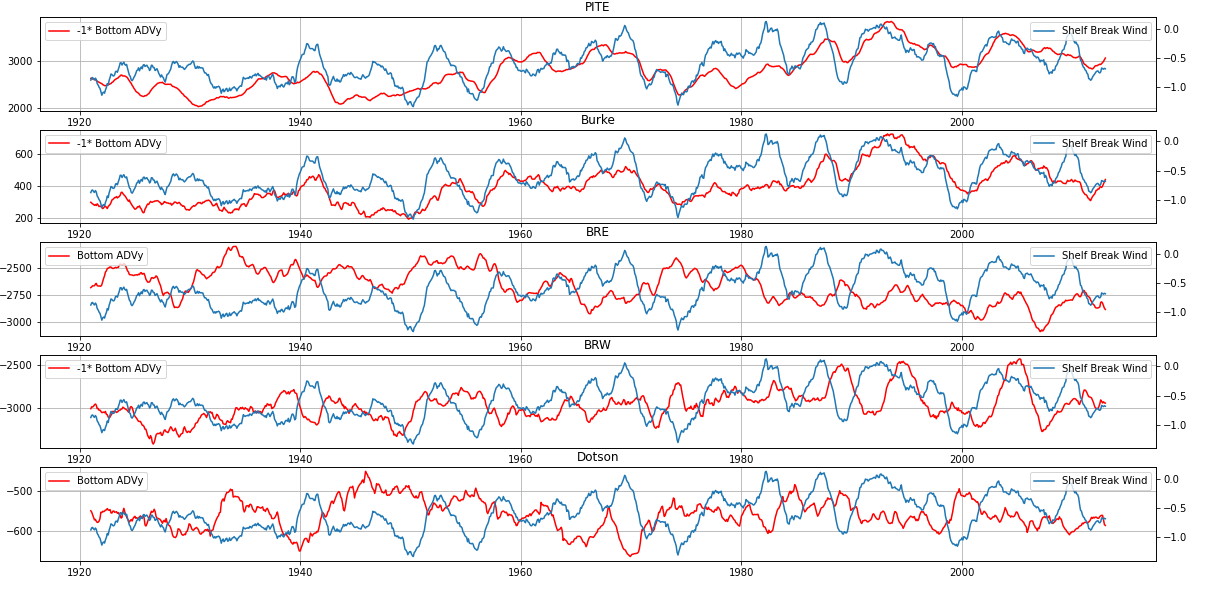 PITE
-1* Bottom ADVy
Shelf Break Wind
3000
2000
0.0
−0.5
−1.0
1920 1940 1960 1980 2000
Burke
-1* Bottom ADVy
Shelf Break Wind
600
400
200
0.0
−0.5
−1.0
1920 1940 1960 1980 2000
BRE
Bottom ADVy
Shelf Break Wind
−2500
−2750
−3000
0.0
−0.5
−1.0
1920 1940 1960 1980 2000
BRW
-1* Bottom ADVy
Shelf Break Wind
−2500
−3000
0.0
−0.5
−1.0
1920 1940 1960 1980 2000
Dotson
Bottom ADVy
Shelf Break Wind
−500
−600
0.0
−0.5
−1.0
1920 1940 1960 1980 2000